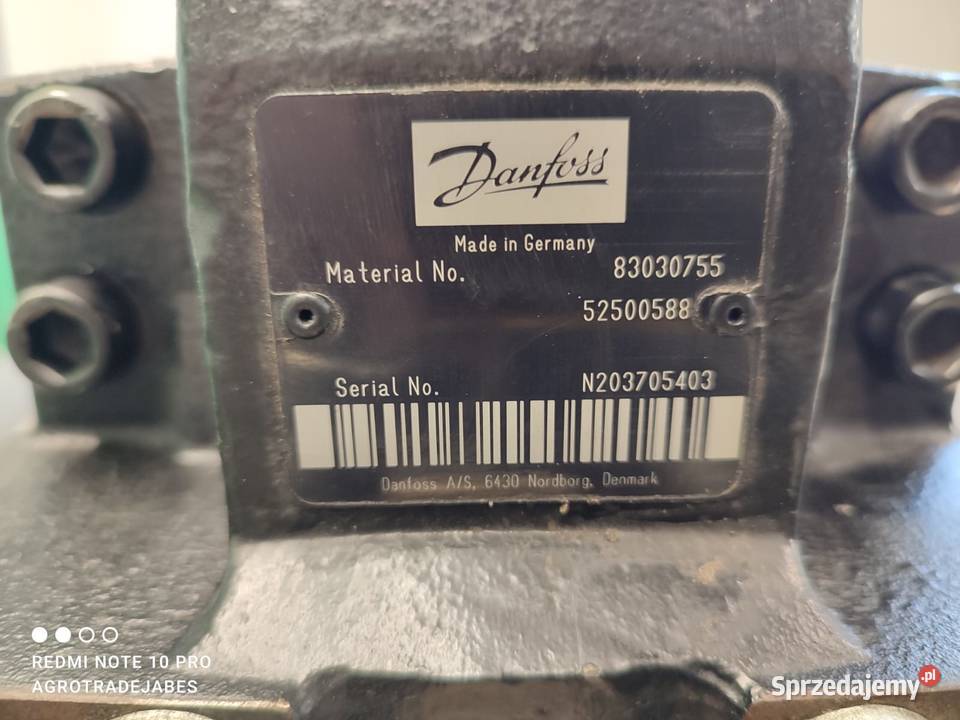 Danfoss
Made in Germany
Material No. 83030755
52500588
Serial No. N203705403
Danfoss A/S, 6430 Nordborg, Denmark
REDMI NOTE 10 PRO
AGROTRADEJABES
Sprzedajemy.pl